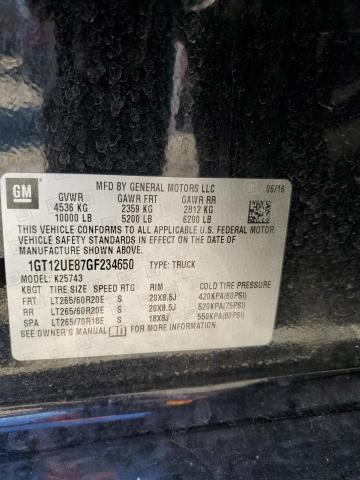 GM
MFD BY GENERAL MOTORS LLC 06/16
GVWR GAWR FRT GAWR RR
4536 KG 2359 KG 2812 KG
10000 LB 5200 LB 6200 LB
THIS VEHICLE CONFORMS TO ALL APPLICABLE U.S. FEDERAL MOTOR VEHICLE SAFETY STANDARDS IN EFFECT ON THE DATE OF MANUFACTURE SHOWN ABOVE.
1GT12UE87GF234650 TYPE: TRUCK
MODEL: K25743
KBGT TIRE SIZE SPEED RTG RIM COLD TIRE PRESSURE
FRT LT265/60R20E S 20X8.5J 420KPA(60PSI)
RR LT265/60R20E S 20X8.5J 520KPA(75PSI)
SPA LT265/70R18E S 18X8J 550KPA(80PSI)
SEE OWNER'S MANUAL FOR ADDITIONAL INFORMATION.